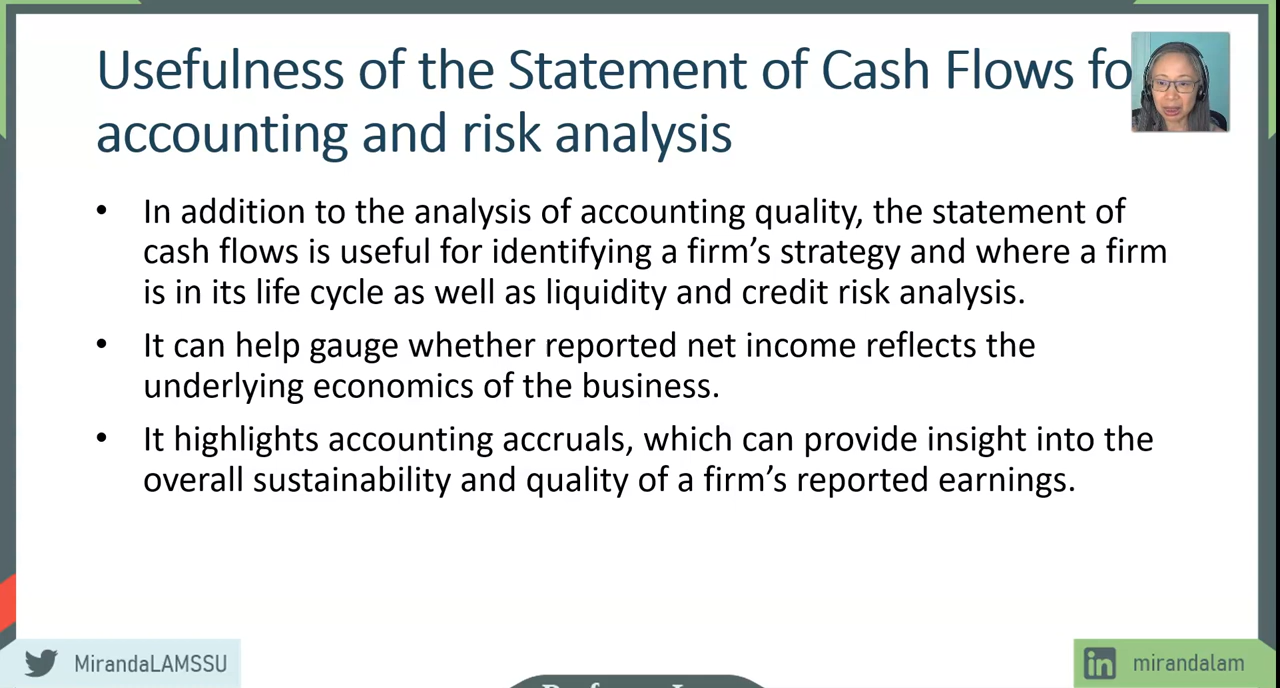 Usefulness of the Statement of Cash Flows fo
accounting and risk analysis
• In addition to the analysis of accounting quality, the statement of
cash flows is useful for identifying a firm’s strategy and where a firm
is in its life cycle as well as liquidity and credit risk analysis.
• It can help gauge whether reported net income reflects the
underlying economics of the business.
• It highlights accounting accruals, which can provide insight into the
overall sustainability and quality of a firm’s reported earnings.
MirandaLAMSSU
in mirandalam